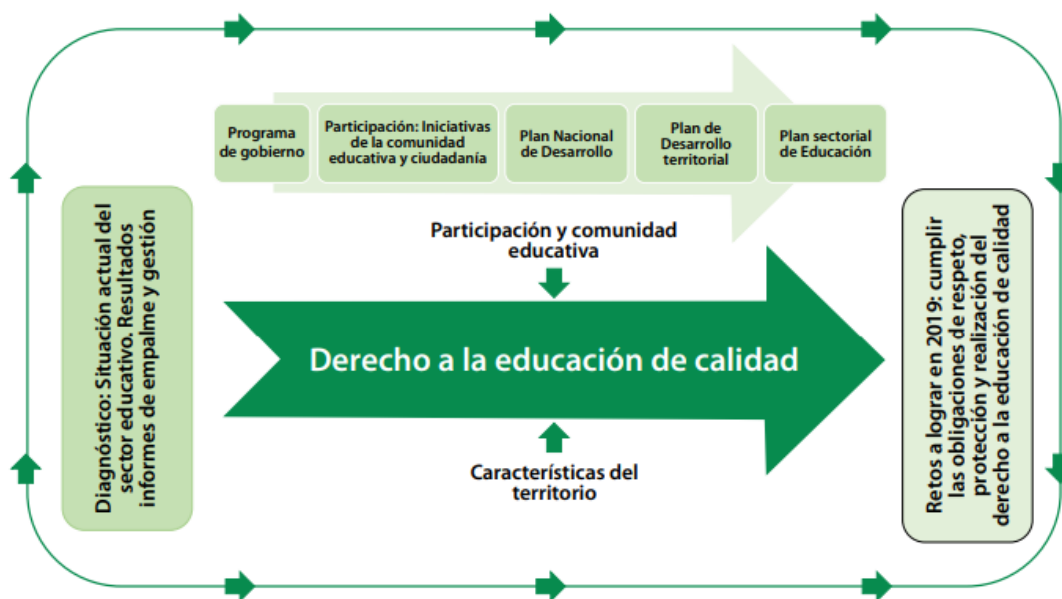 Programa
de gobierno
Participación: Iniciativas
de la comunidad
educativa y ciudadanía
Plan Nacional
de Desarrollo
Plan de
Desarrollo
territorial
Plan sectorial
de Educación
Diagnóstico: Situación actual del
sector educativo. Resultados
informes de empalme y gestión
Participación y comunidad
educativa
Derecho a la educación de calidad
Características del
territorio
Retos a lograr en 2019: cumplir
las obligaciones de respeto,
protección y realización del
derecho a la educación de calidad